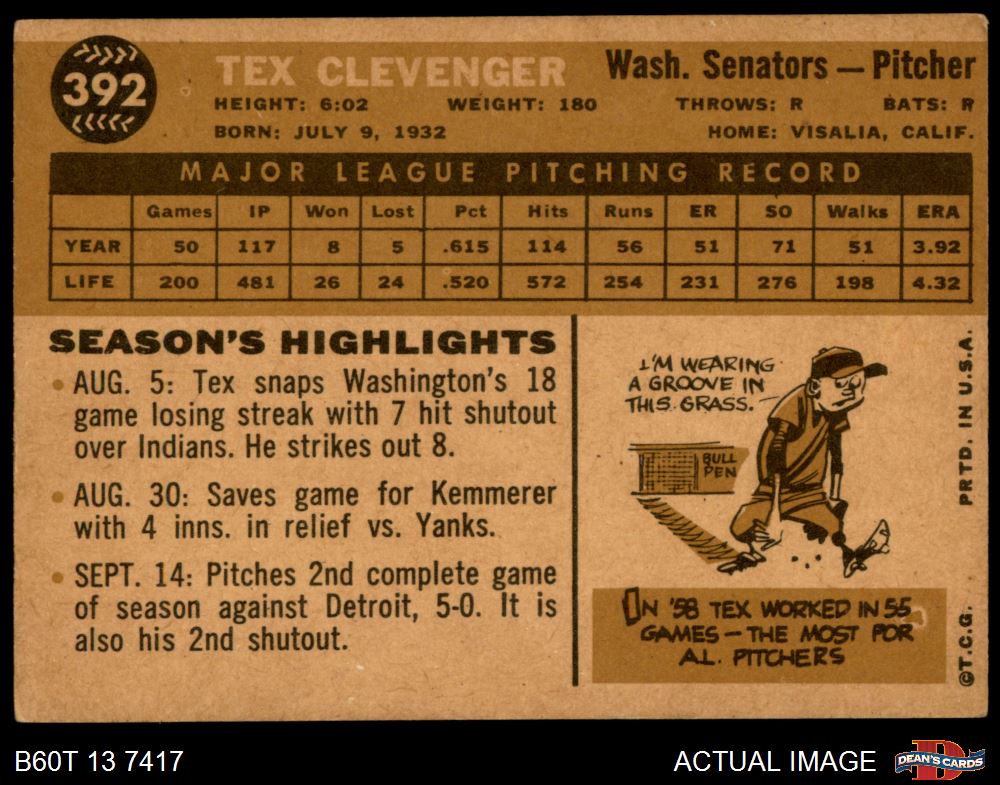 392
TEX CLEVENGER
Wash. Senators — Pitcher
HEIGHT: 6:02 WEIGHT: 180 THROWS: R BATS: R
BORN: JULY 9, 1932 HOME: VISALIA, CALIF.
MAJOR LEAGUE PITCHING RECORD
Games IP Won Lost Pct Hits Runs ER SO Walks ERA
YEAR 50 117 8 5 .615 114 56 51 71 51 3.92
LIFE 200 481 26 24 .520 572 254 231 276 198 4.32
SEASON'S HIGHLIGHTS
• AUG. 5: Tex snaps Washington's 18
game losing streak with 7 hit shutout
over Indians. He strikes out 8.
• AUG. 30: Saves game for Kemmerer
with 4 inns. in relief vs. Yanks.
• SEPT. 14: Pitches 2nd complete game
of season against Detroit, 5-0. It is
also his 2nd shutout.
I'M WEARING
A GROOVE IN
THIS GRASS.
BULL
PEN
IN '58 TEX WORKED IN 55
GAMES — THE MOST FOR
A.L. PITCHERS
©T.C.G. PRTD. IN U.S.A.
B60T 13 7417
ACTUAL IMAGE
D
DEAN'S CARDS